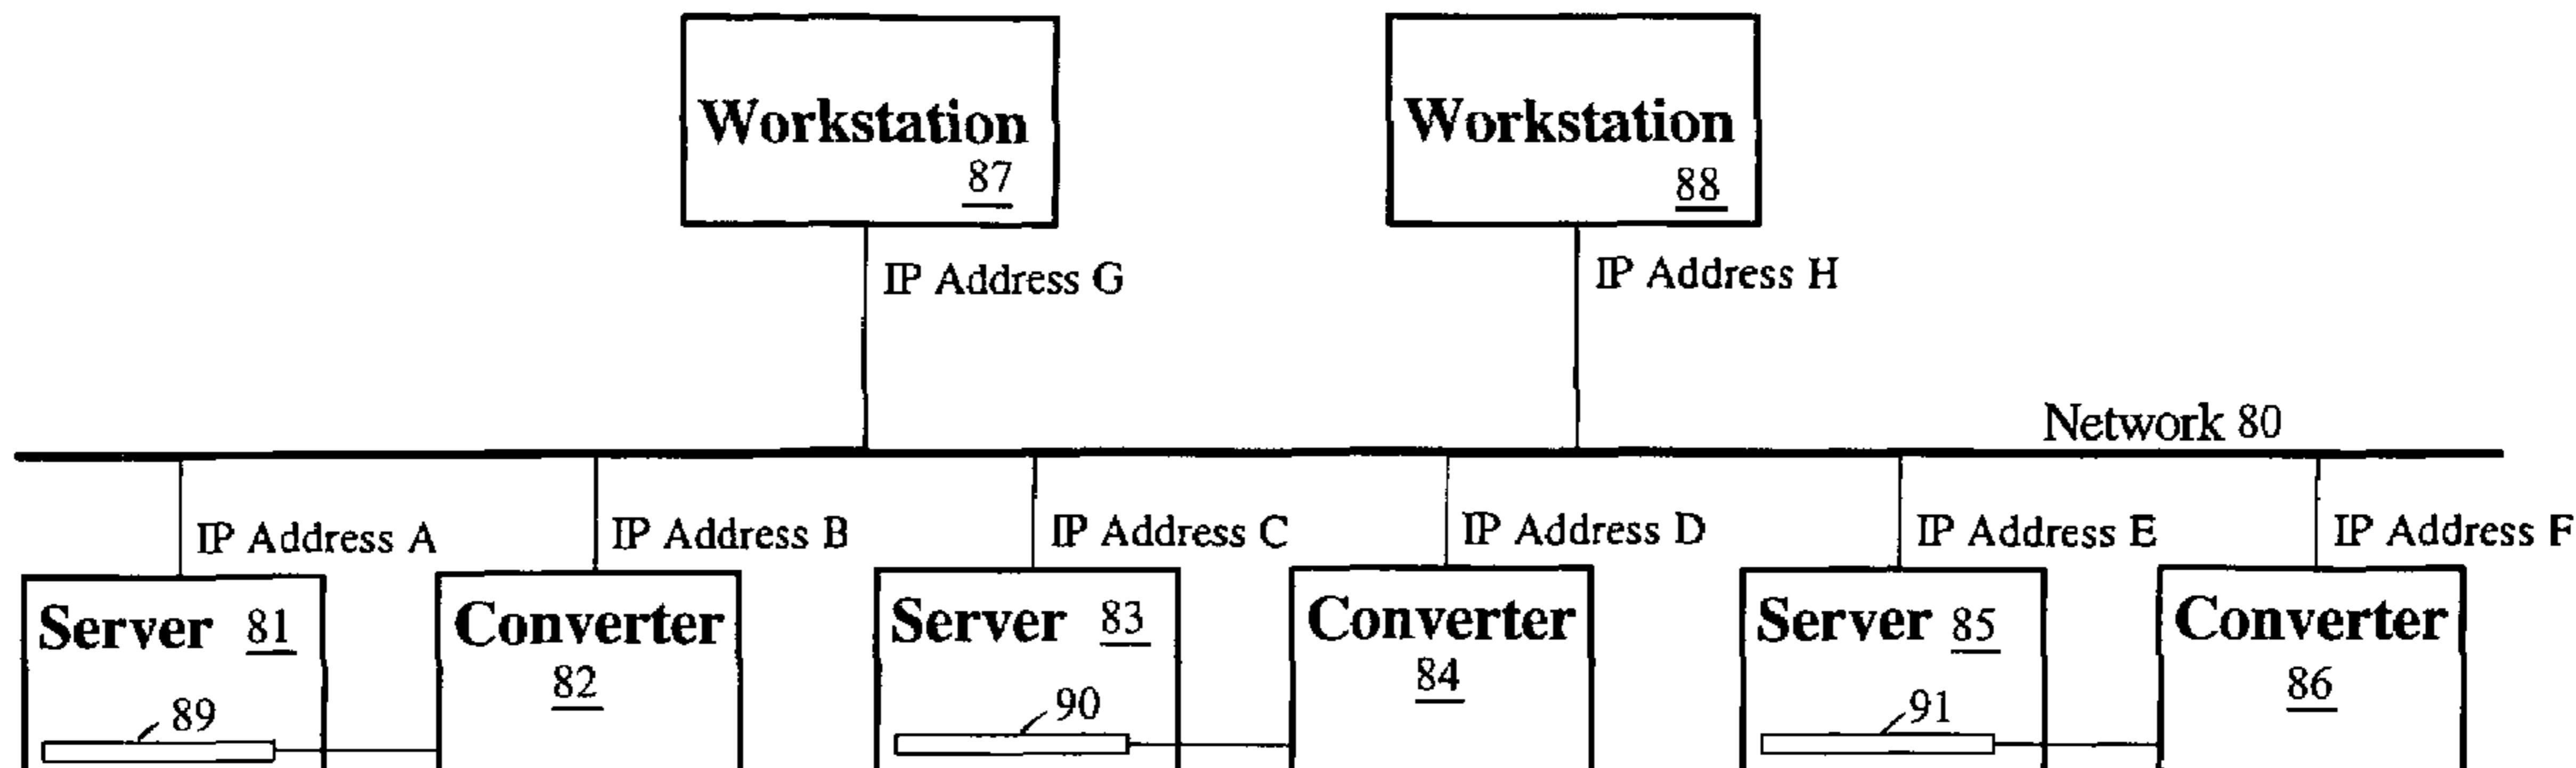 Workstation
87
Workstation
88
IP Address G
IP Address H
Network 80
IP Address A
IP Address B
IP Address C
IP Address D
IP Address E
IP Address F
Server 81
Converter
82
Server 83
Converter
84
Server 85
Converter
86
89
90
91